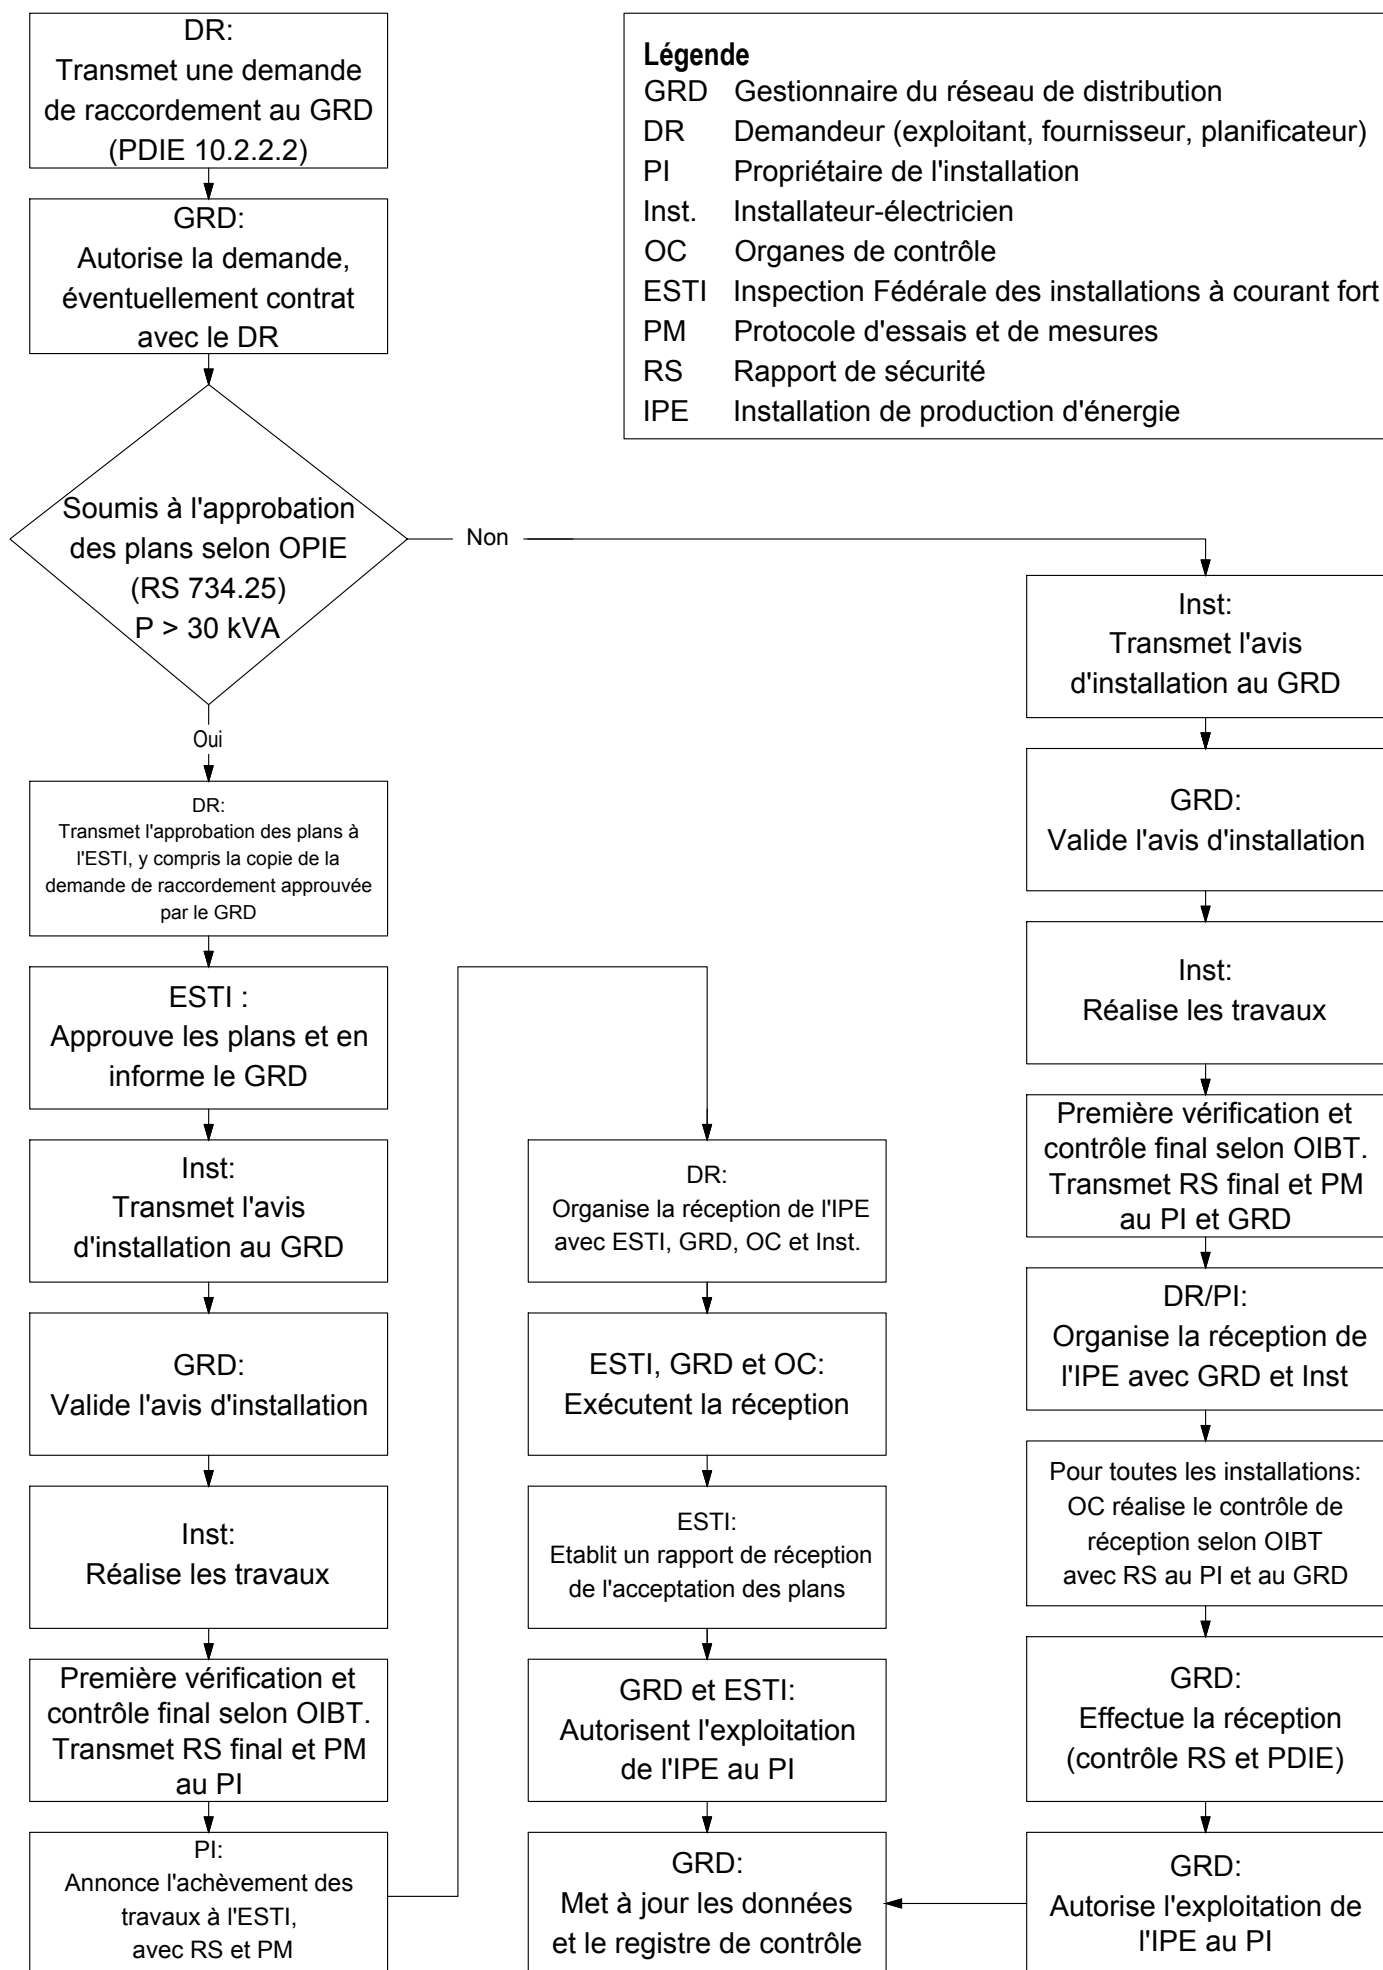 DR:
Transmet une demande
de raccordement au GRD
(PDIE 10.2.2.2)
GRD:
Autorise la demande,
éventuellement contrat
avec le DR
Soumis à l'approbation
des plans selon OPIE
(RS 734.25)
P > 30 kVA
Non
Oui
Légende
GRD Gestionnaire du réseau de distribution
DR Demandeur (exploitant, fournisseur, planificateur)
PI Propriétaire de l'installation
Inst. Installateur-électricien
OC Organes de contrôle
ESTI Inspection Fédérale des installations à courant fort
PM Protocole d'essais et de mesures
RS Rapport de sécurité
IPE Installation de production d'énergie
DR:
Transmet l'approbation des plans à
l'ESTI, y compris la copie de la
demande de raccordement approuvée
par le GRD
ESTI :
Approuve les plans et en
informe le GRD
Inst:
Transmet l'avis
d'installation au GRD
GRD:
Valide l'avis d'installation
Inst:
Réalise les travaux
Première vérification et
contrôle final selon OIBT.
Transmet RS final et PM
au PI
PI:
Annonce l'achèvement des
travaux à l'ESTI,
avec RS et PM
DR:
Organise la réception de l'IPE
avec ESTI, GRD, OC et Inst.
ESTI, GRD et OC:
Exécutent la réception
ESTI:
Etablit un rapport de réception
de l'acceptation des plans
GRD et ESTI:
Autorisent l'exploitation
de l'IPE au PI
GRD:
Met à jour les données
et le registre de contrôle
Inst:
Transmet l'avis
d'installation au GRD
GRD:
Valide l'avis d'installation
Inst:
Réalise les travaux
Première vérification et
contrôle final selon OIBT.
Transmet RS final et PM
au PI et GRD
DR/PI:
Organise la réception de
l'IPE avec GRD et Inst
Pour toutes les installations:
OC réalise le contrôle de
réception selon OIBT
avec RS au PI et au GRD
GRD:
Effectue la réception
(contrôle RS et PDIE)
GRD:
Autorise l'exploitation de
l'IPE au PI